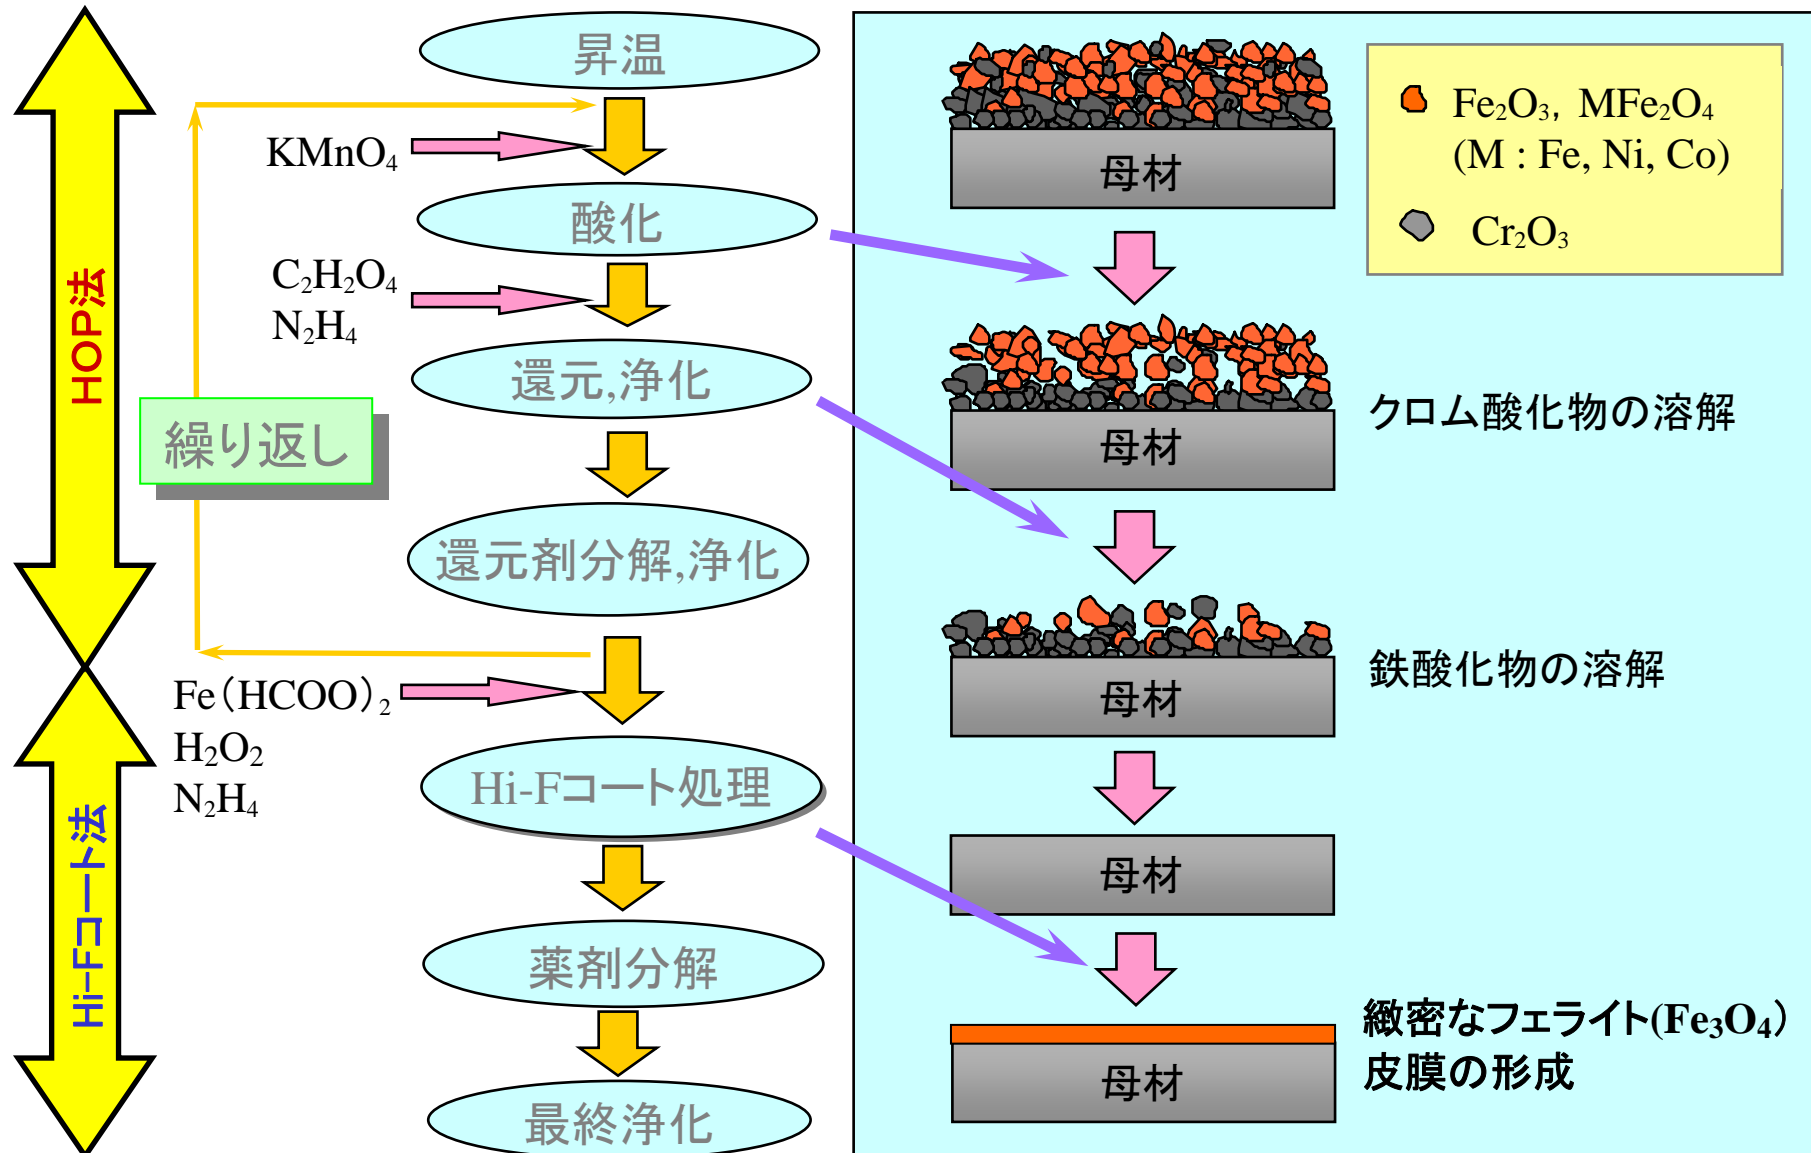 HOP法
Hi-Fコート法
昇温
KMnO₄
酸化
C₂H₂O₄
N₂H₄
還元,浄化
繰り返し
還元剤分解,浄化
Fe(HCOO)₂
H₂O₂
N₂H₄
Hi-Fコート処理
薬剤分解
最終浄化
母材
Fe₂O₃, MFe₂O₄
(M : Fe, Ni, Co)
Cr₂O₃
母材
クロム酸化物の溶解
母材
鉄酸化物の溶解
母材
母材
緻密なフェライト(Fe₃O₄)
皮膜の形成